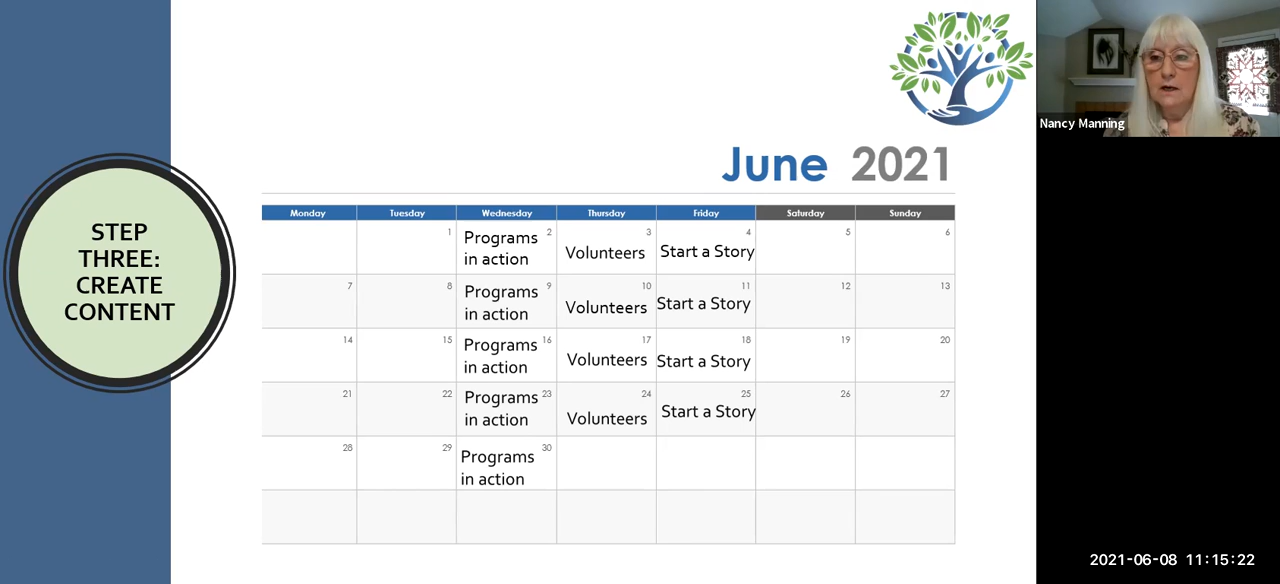 STEP
THREE:
CREATE
CONTENT
June 2021
Monday Tuesday Wednesday Thursday Friday Saturday Sunday
1 2 3 4 5 6
Programs
in action
Volunteers
Start a Story
7 8 9 10 11 12 13
Programs
in action
Volunteers
Start a Story
14 15 16 17 18 19 20
Programs
in action
Volunteers
Start a Story
21 22 23 24 25 26 27
Programs
in action
Volunteers
Start a Story
28 29 30
Programs
in action
Nancy Manning
2021-06-08 11:15:22